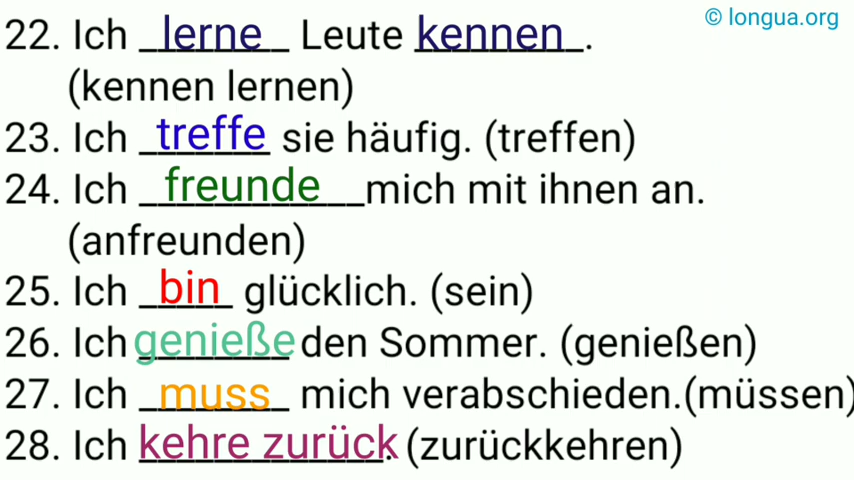 © longua.org
22. Ich lerne Leute kennen.
(kennen lernen)
23. Ich treffe sie häufig. (treffen)
24. Ich freunde mich mit ihnen an.
(anfreunden)
25. Ich bin glücklich. (sein)
26. Ich genieße den Sommer. (genießen)
27. Ich muss mich verabschieden.(müssen)
28. Ich kehre zurück. (zurückkehren)